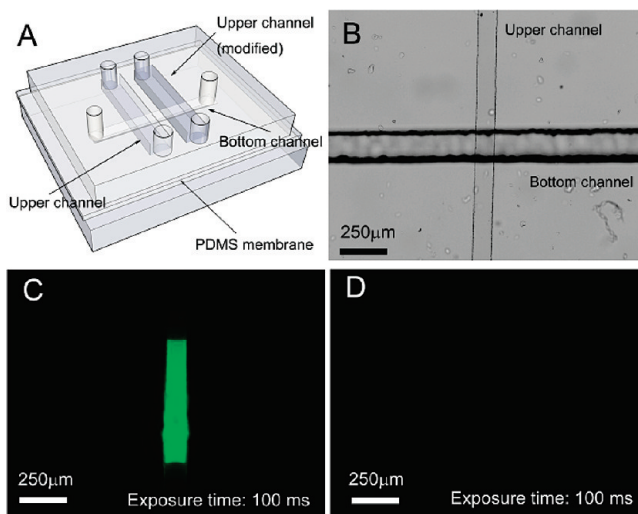 A
Upper channel
(modified)
Bottom channel
Upper channel
PDMS membrane
B
Upper channel
Bottom channel
250μm
C
250μm
Exposure time: 100 ms
D
250μm
Exposure time: 100 ms